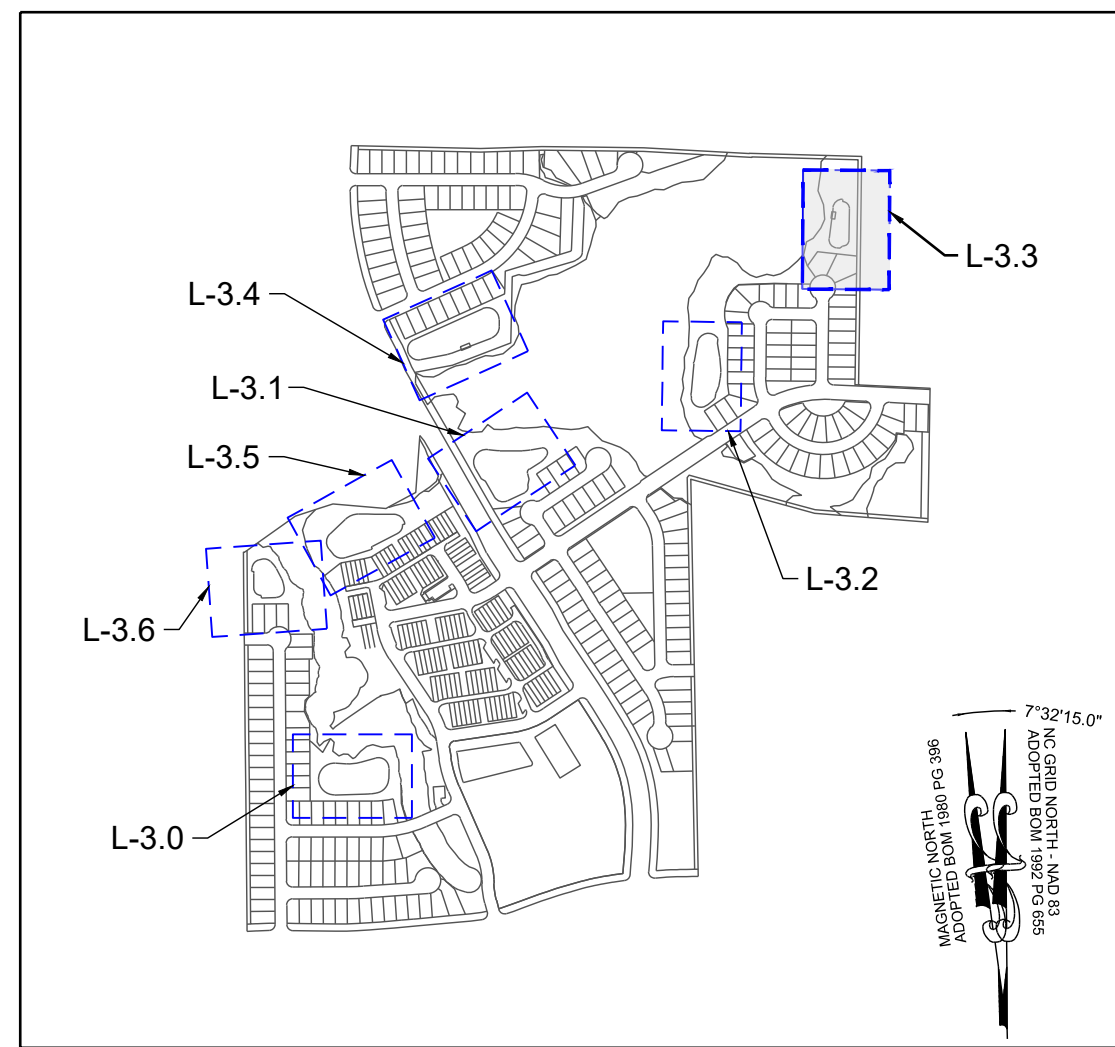 L-3.3
L-3.4
L-3.1
L-3.5
L-3.2
L-3.6
L-3.0
7°32'15.0"
NC GRID NORTH - NAD 83
ADOPTED BOM 1992 PG 655
MAGNETIC NORTH
ADOPTED BOM 1980 PG 396